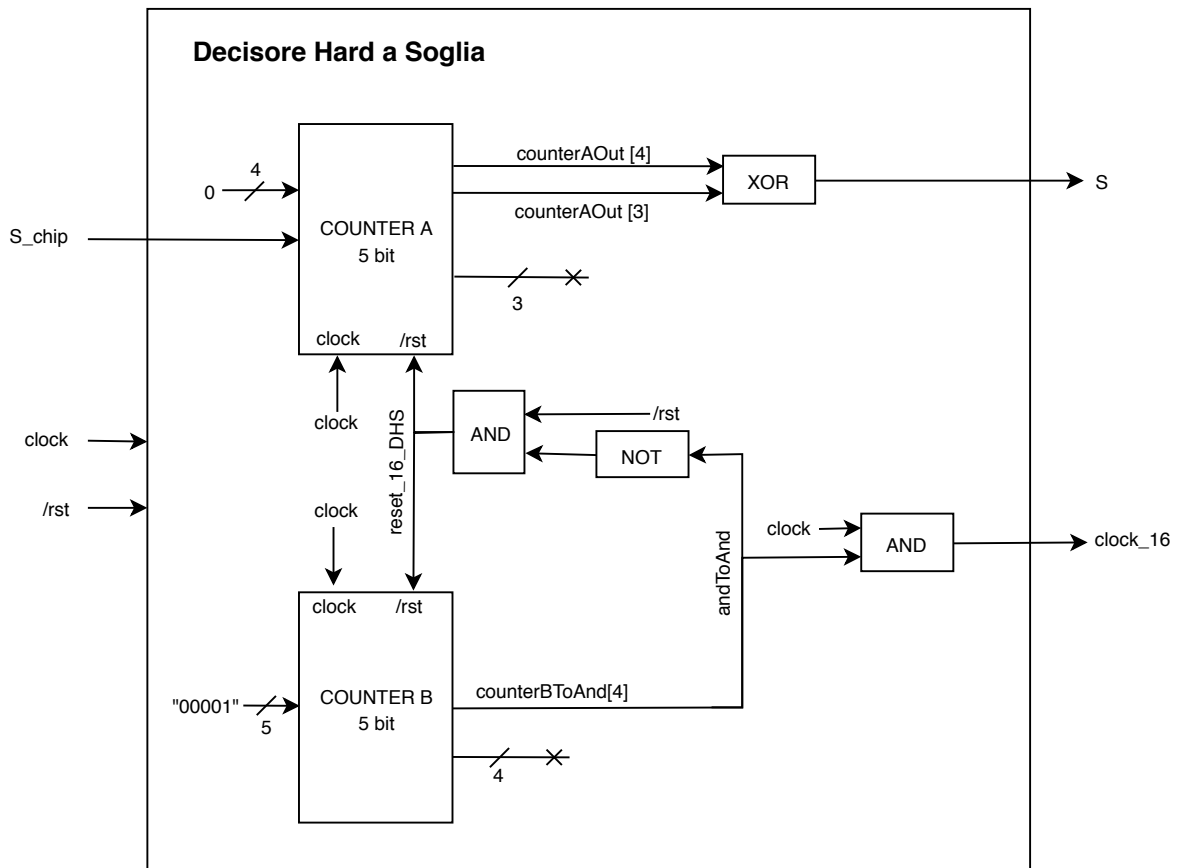 Decisore Hard a Soglia
counterAOut [4]
4
0
XOR
S
counterAOut [3]
S_chip
COUNTER A
5 bit
3
clock
/rst
clock
/rst
AND
clock
NOT
reset_16_DHS
/rst
clock
clock
AND
clock_16
andToAnd
clock
/rst
counterBToAnd[4]
COUNTER B
"00001"
5 bit
5
4